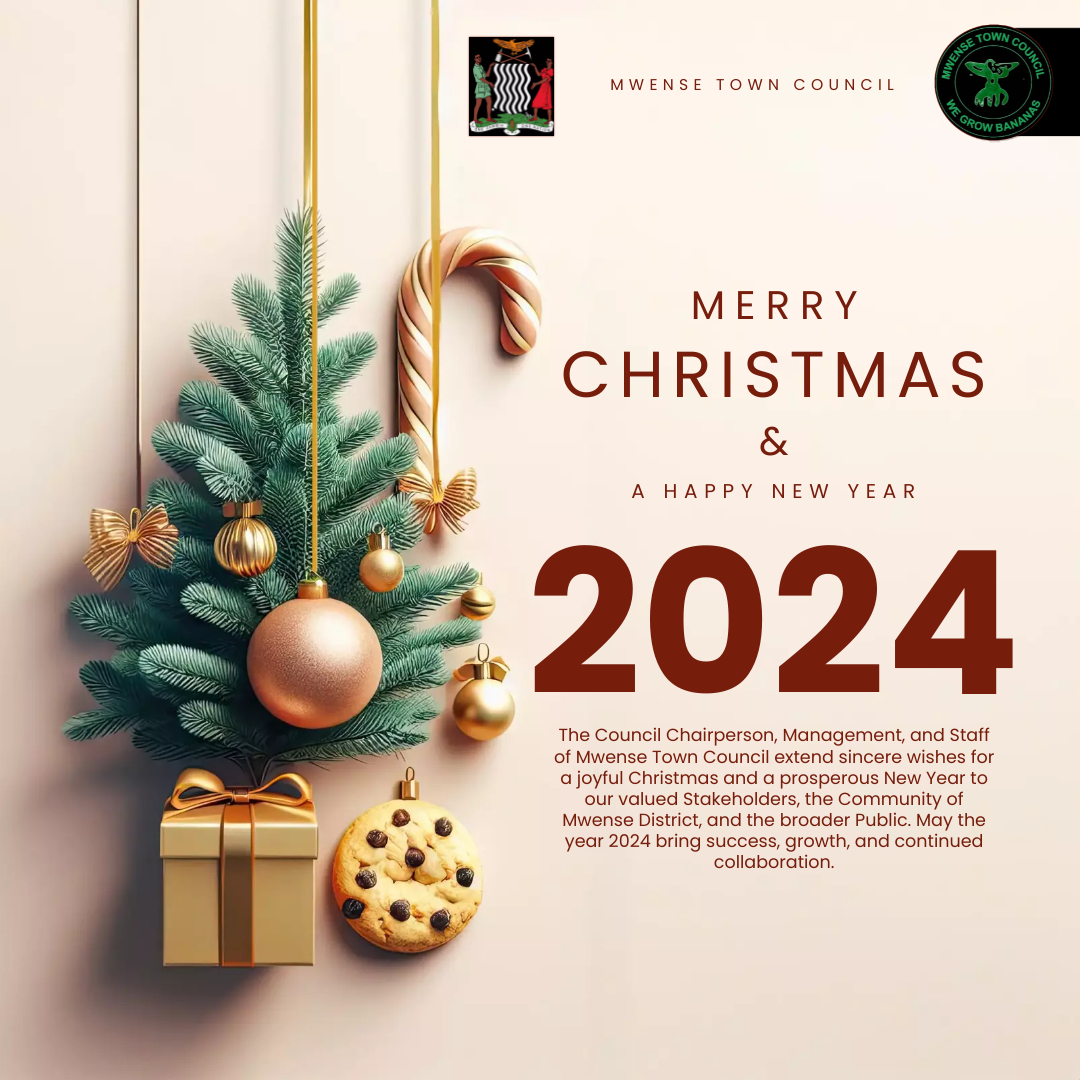 MWENSE TOWN COUNCIL
MWENSE TOWN COUNCIL
WE GROW BANANAS
MERRY
CHRISTMAS
&
A HAPPY NEW YEAR
2024
The Council Chairperson, Management, and Staff
of Mwense Town Council extend sincere wishes for
a joyful Christmas and a prosperous New Year to
our valued Stakeholders, the Community of
Mwense District, and the broader Public. May the
year 2024 bring success, growth, and continued
collaboration.